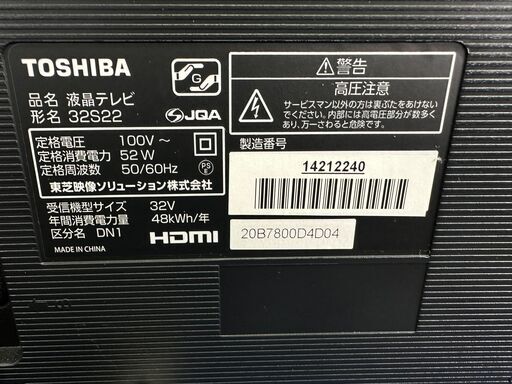 TOSHIBA
G
品名 液晶テレビ
形名 32S22
JQA
定格電圧 100V~
定格消費電力 52W
定格周波数 50/60Hz
PS
E
東芝映像ソリューション株式会社
受信機型サイズ 32V
年間消費電力量 48kWh/年
区分名 DN1
MADE IN CHINA
HDMI
警告
高圧注意
サービスマン以外の方は裏ぶたをあけない
でください。内部には高電圧部分が数多く
あり、万一さわると危険です。
製造番号
14212240
20B7800D4D04